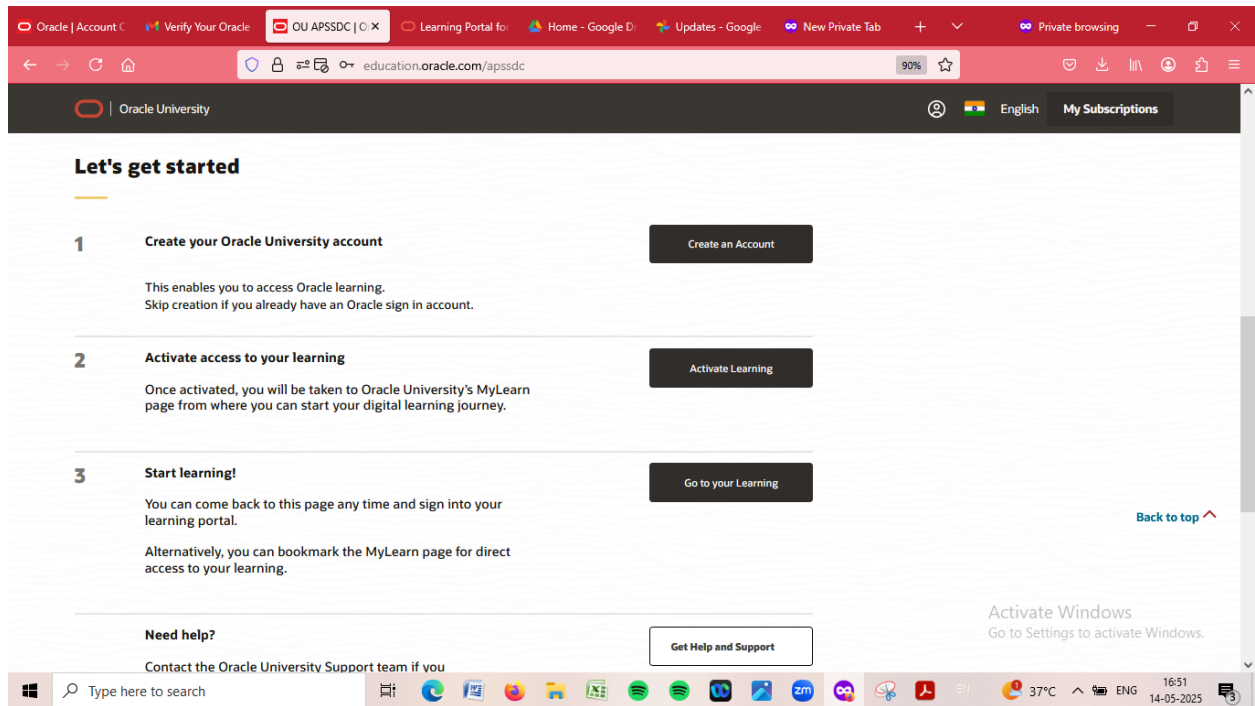 Oracle | Account C
Verify Your Oracle
OU APSSDC | O
Learning Portal for
Home - Google Dr
Updates - Google
New Private Tab
Private browsing
education.oracle.com/apssdc
90%
Oracle University
English
My Subscriptions
Let's get started
1
Create your Oracle University account
Create an Account
This enables you to access Oracle learning.
Skip creation if you already have an Oracle sign in account.
2
Activate access to your learning
Activate Learning
Once activated, you will be taken to Oracle University's MyLearn
page from where you can start your digital learning journey.
3
Start learning!
Go to your Learning
You can come back to this page any time and sign into your
learning portal.
Back to top
Alternatively, you can bookmark the MyLearn page for direct
access to your learning.
Activate Windows
Go to Settings to activate Windows.
Need help?
Get Help and Support
Contact the Oracle University Support team if you
Type here to search
zm
EN
37°C
ENG
16:51
14-05-2025
3